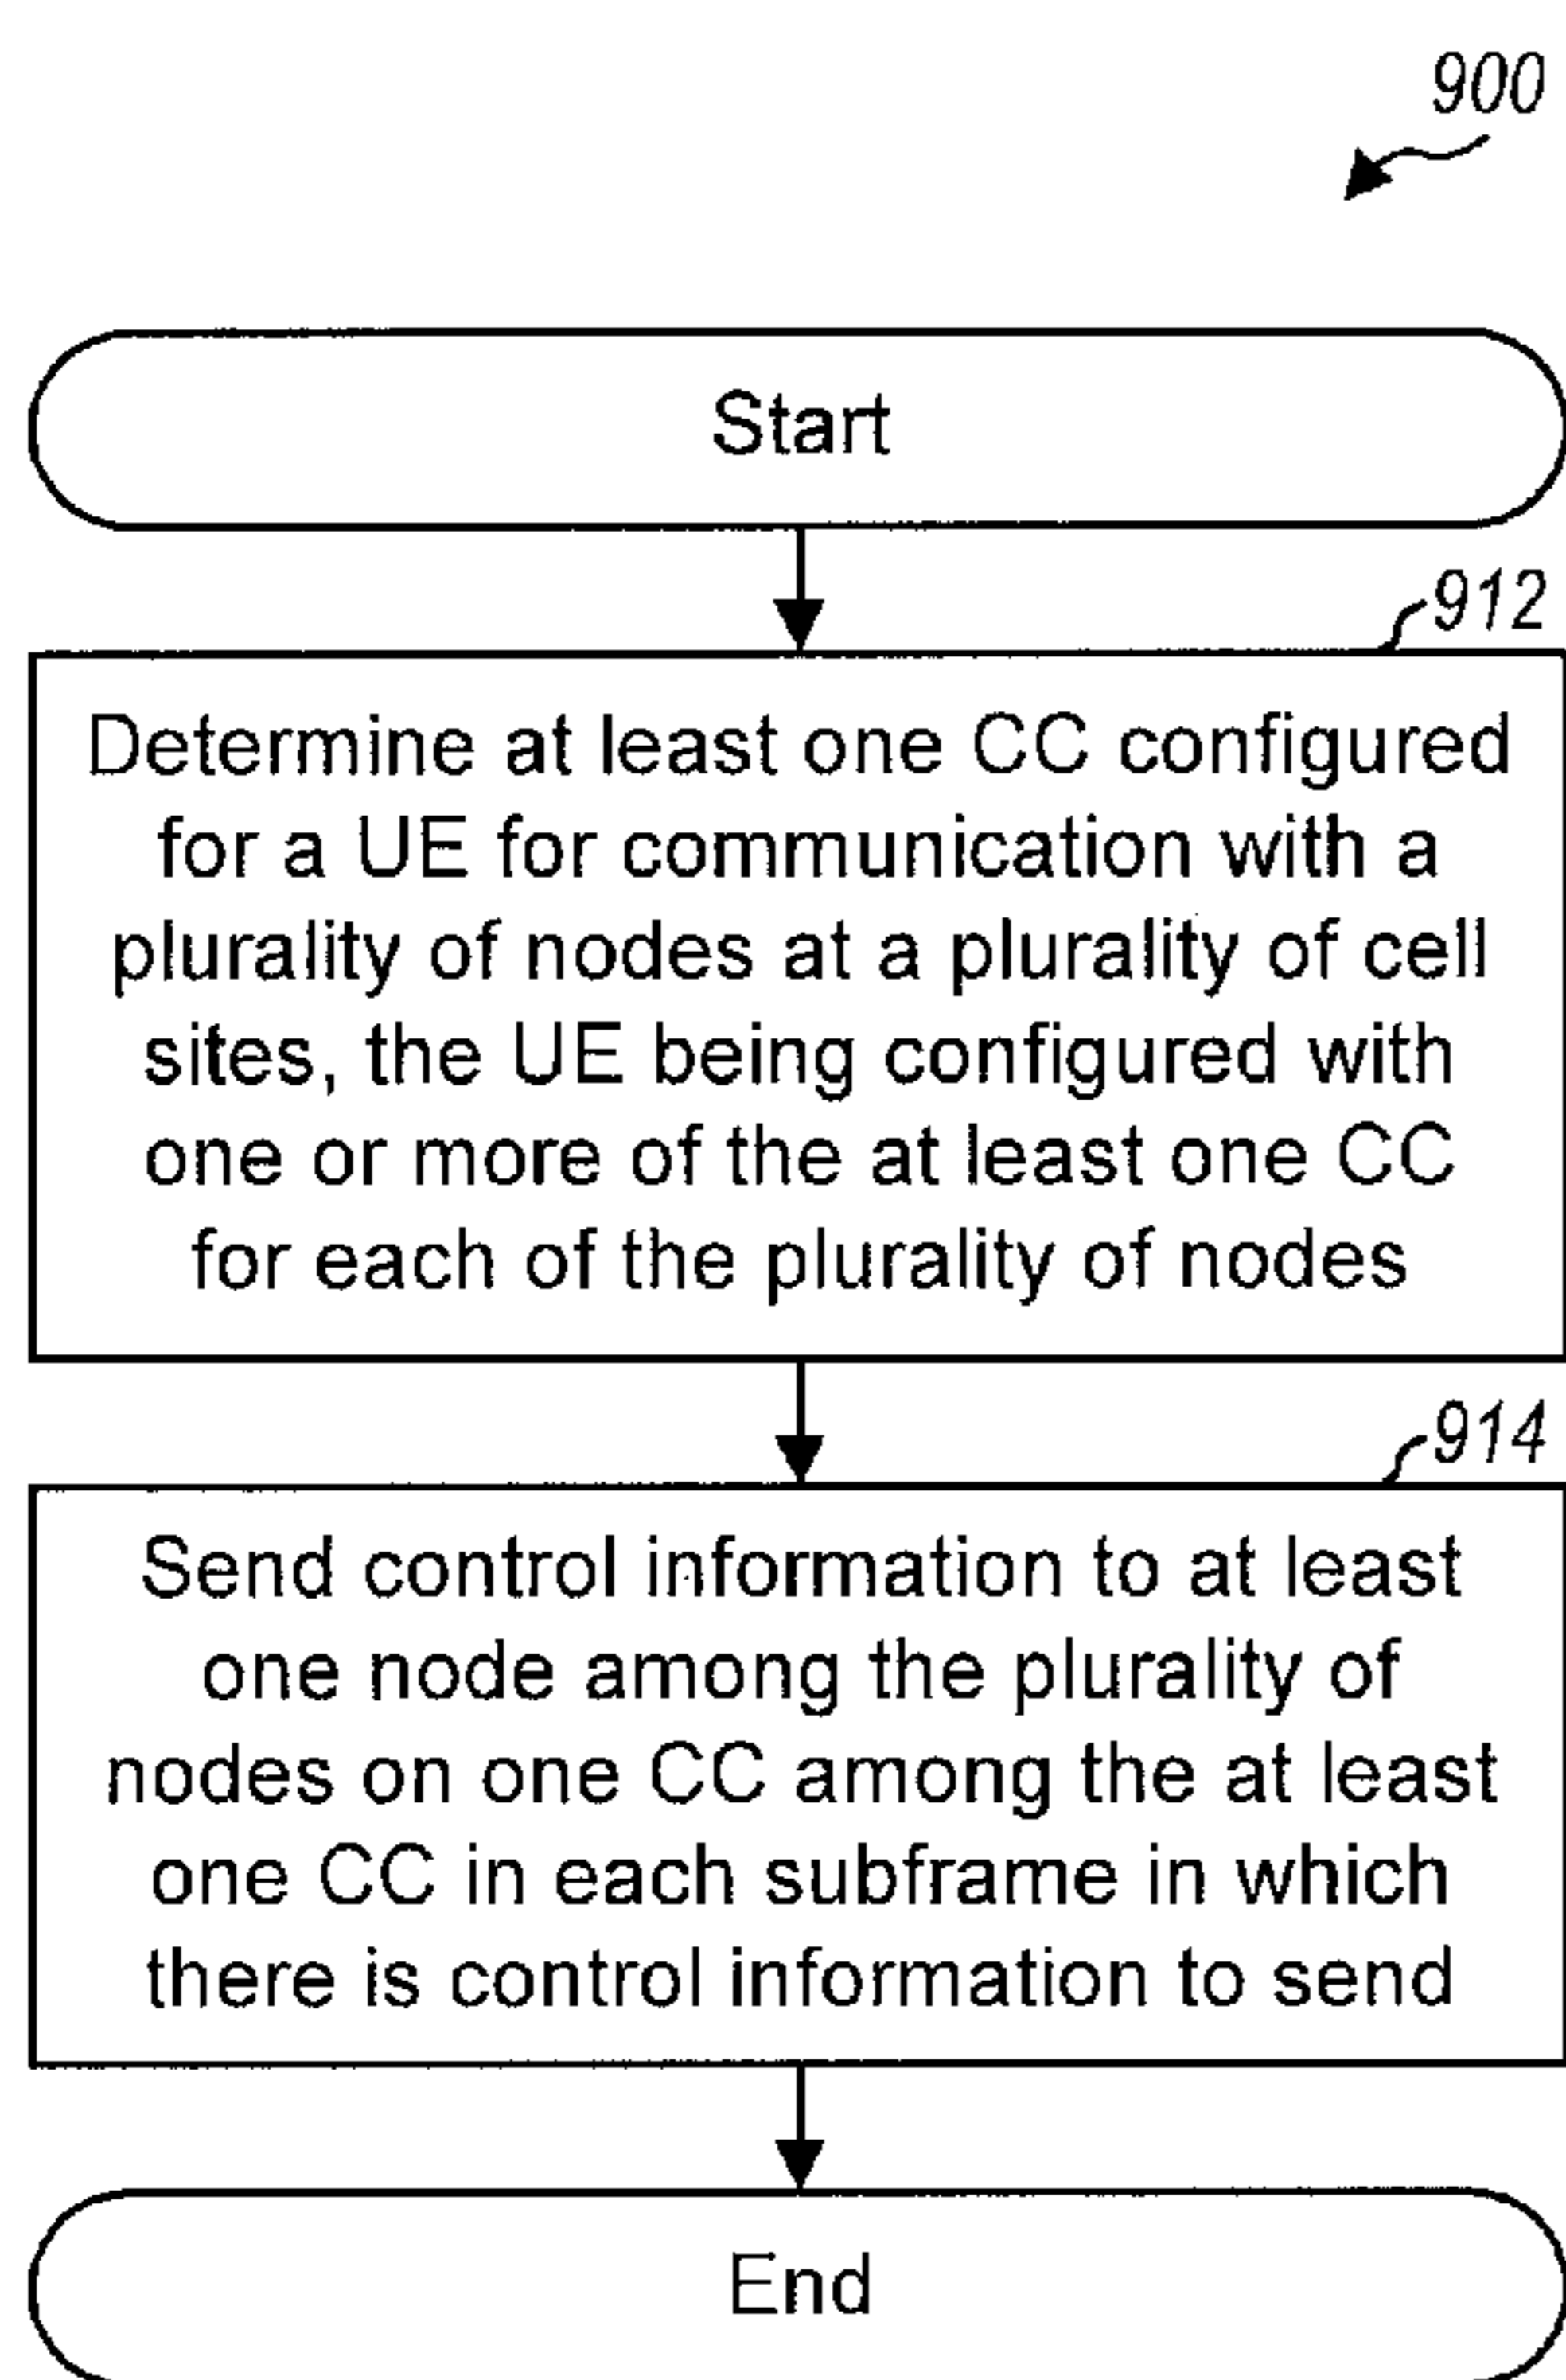 900
Start
912
Determine at least one CC configured
for a UE for communication with a
plurality of nodes at a plurality of cell
sites, the UE being configured with
one or more of the at least one CC
for each of the plurality of nodes
914
Send control information to at least
one node among the plurality of
nodes on one CC among the at least
one CC in each subframe in which
there is control information to send
End